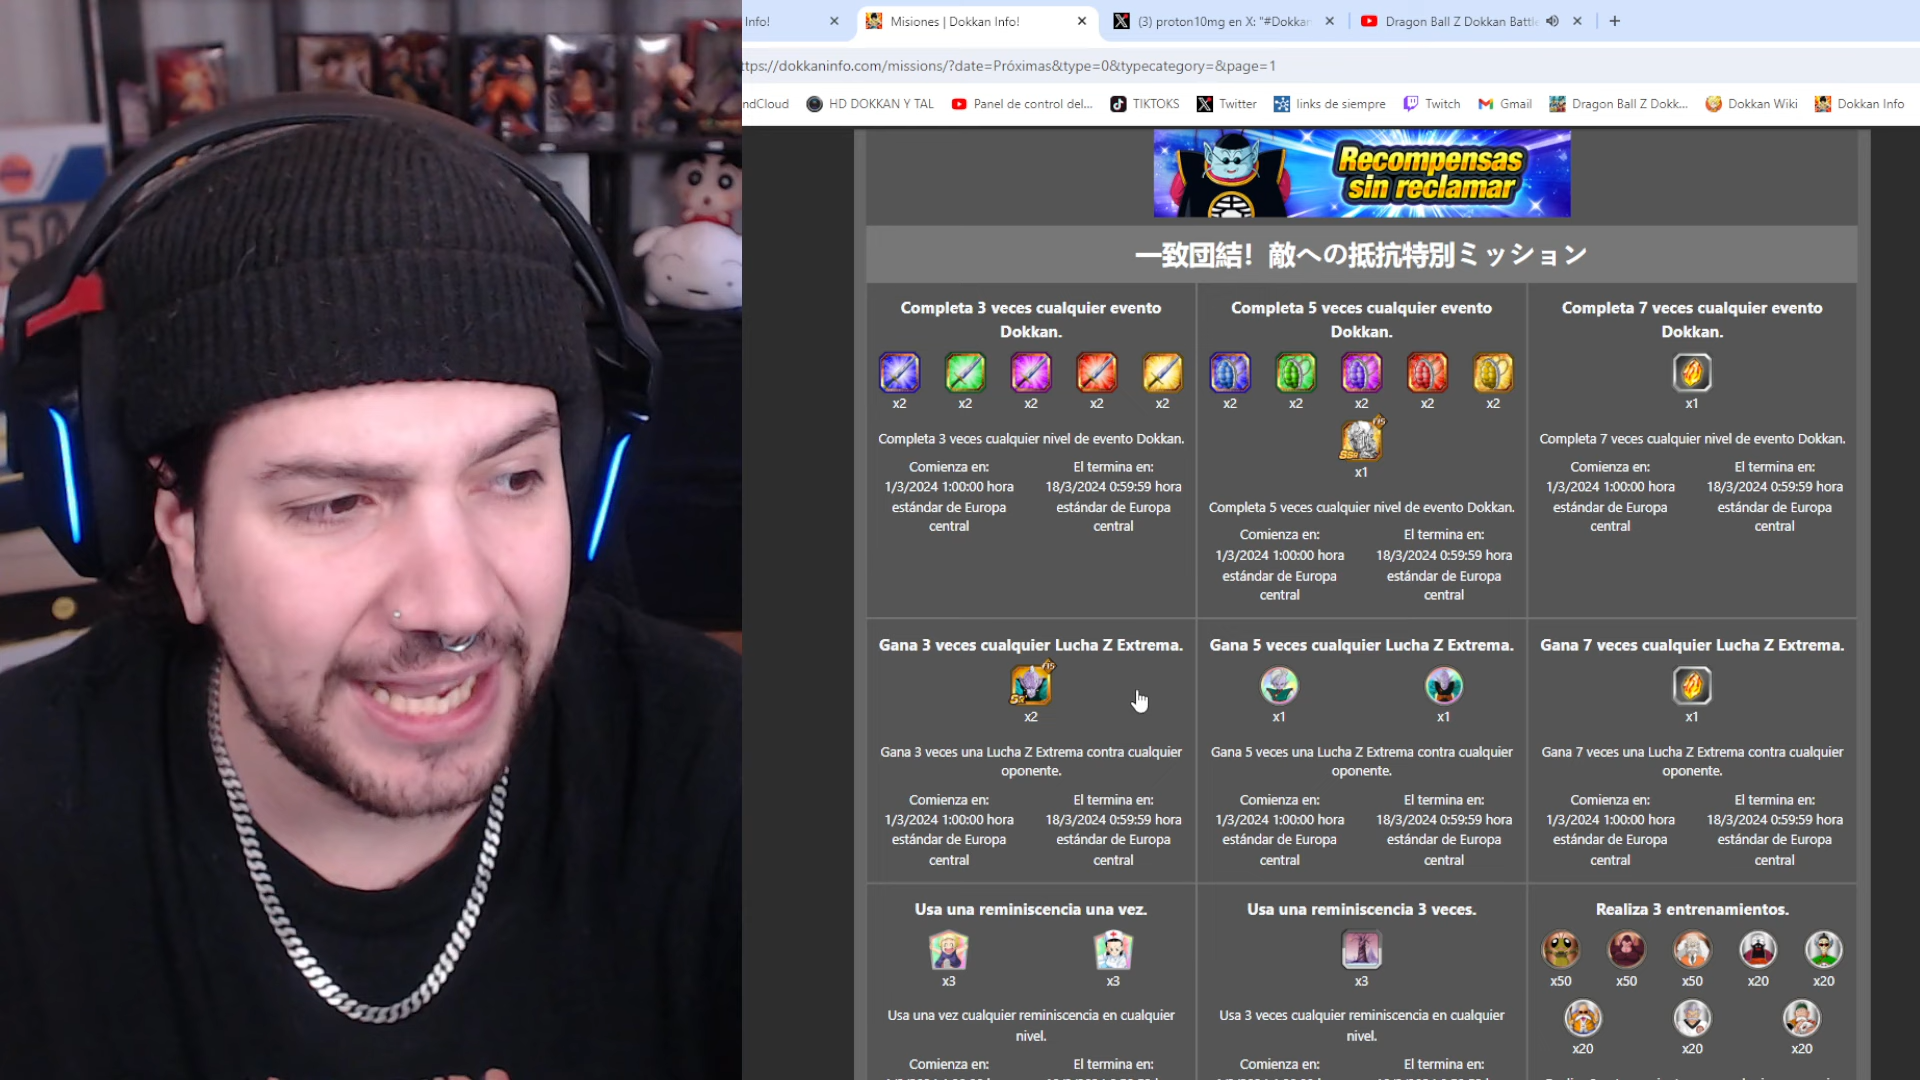 nfo!
Misiones | Dokkan Info!
(3) proton10mg en X: "#Dokkan
Dragon Ball Z Dokkan Battle
ttps://dokkaninfo.com/missions/?date=Próximas&type=0&typecategory=&page=1
ndCloud
HD DOKKAN Y TAL
Panel de control del...
TIKTOKS
Twitter
links de siempre
Twitch
Gmail
Dragon Ball Z Dokk...
Dokkan Wiki
Dokkan Info
Recompensas
sin reclamar
一致団結！敵への抵抗特別ミッション
Completa 3 veces cualquier evento
Dokkan.
x2 x2 x2 x2 x2
Completa 3 veces cualquier nivel de evento Dokkan.
Comienza en:
1/3/2024 1:00:00 hora
estándar de Europa
central
El termina en:
18/3/2024 0:59:59 hora
estándar de Europa
central
Completa 5 veces cualquier evento
Dokkan.
x2 x2 x2 x2 x2
x1
Completa 5 veces cualquier nivel de evento Dokkan.
Comienza en:
1/3/2024 1:00:00 hora
estándar de Europa
central
El termina en:
18/3/2024 0:59:59 hora
estándar de Europa
central
Completa 7 veces cualquier evento
Dokkan.
x1
Completa 7 veces cualquier nivel de evento Dokkan.
Comienza en:
1/3/2024 1:00:00 hora
estándar de Europa
central
El termina en:
18/3/2024 0:59:59 hora
estándar de Europa
central
Gana 3 veces cualquier Lucha Z Extrema.
x2
Gana 3 veces una Lucha Z Extrema contra cualquier
oponente.
Comienza en:
1/3/2024 1:00:00 hora
estándar de Europa
central
El termina en:
18/3/2024 0:59:59 hora
estándar de Europa
central
Gana 5 veces cualquier Lucha Z Extrema.
x1 x1
Gana 5 veces una Lucha Z Extrema contra cualquier
oponente.
Comienza en:
1/3/2024 1:00:00 hora
estándar de Europa
central
El termina en:
18/3/2024 0:59:59 hora
estándar de Europa
central
Gana 7 veces cualquier Lucha Z Extrema.
x1
Gana 7 veces una Lucha Z Extrema contra cualquier
oponente.
Comienza en:
1/3/2024 1:00:00 hora
estándar de Europa
central
El termina en:
18/3/2024 0:59:59 hora
estándar de Europa
central
Usa una reminiscencia una vez.
x3 x3
Usa una vez cualquier reminiscencia en cualquier
nivel.
Comienza en:
El termina en:
Usa una reminiscencia 3 veces.
x3
Usa 3 veces cualquier reminiscencia en cualquier
nivel.
Comienza en:
El termina en:
Realiza 3 entrenamientos.
x50 x50 x50 x20 x20
x20 x20 x20